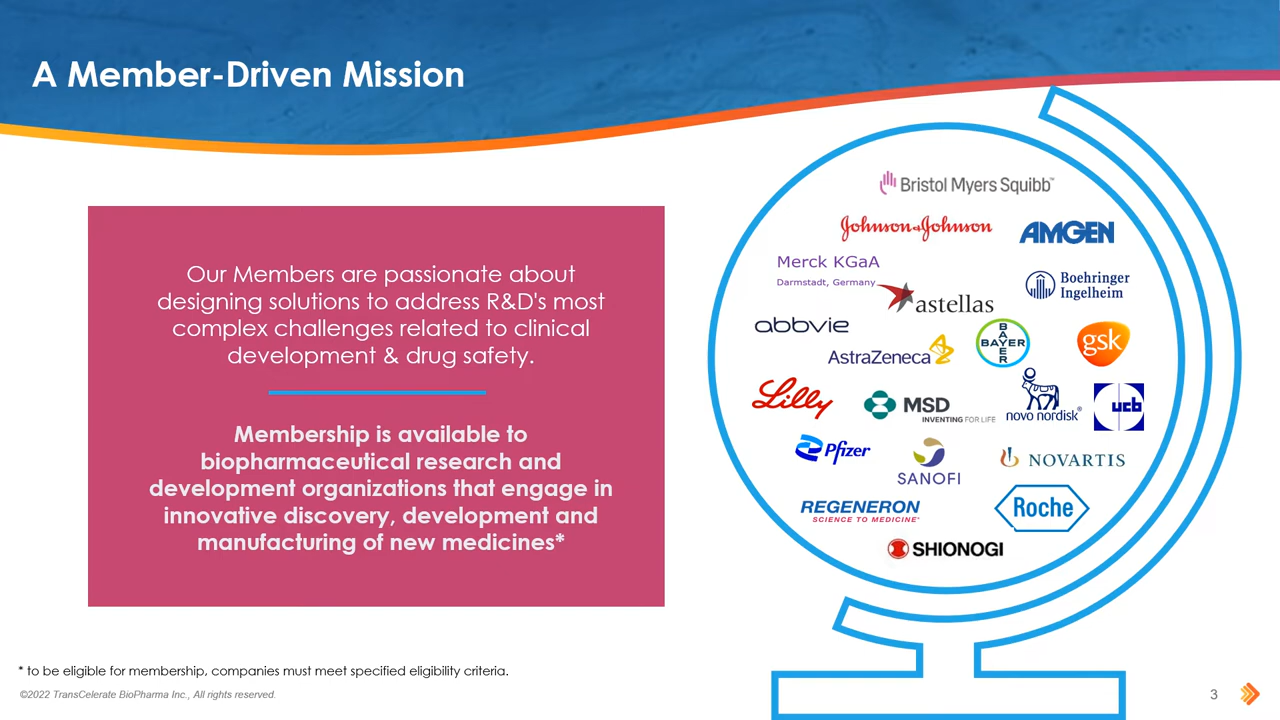 A Member-Driven Mission
Our Members are passionate about
designing solutions to address R&D's most
complex challenges related to clinical
development & drug safety.
Membership is available to
biopharmaceutical research and
development organizations that engage in
innovative discovery, development and
manufacturing of new medicines*
Bristol Myers Squibb™
Johnson & Johnson
AMGEN
Merck KGaA
Darmstadt, Germany
Boehringer
Ingelheim
astellas
abbvie
AstraZeneca
BAYER
BAYER
gsk
Lilly
MSD
INVENTING FOR LIFE
novo nordisk®
ucb
Pfizer
SANOFI
NOVARTIS
REGENERON
SCIENCE TO MEDICINE®
Roche
SHIONOGI
* to be eligible for membership, companies must meet specified eligibility criteria.
©2022 TransCelerate BioPharma Inc., All rights reserved.
3